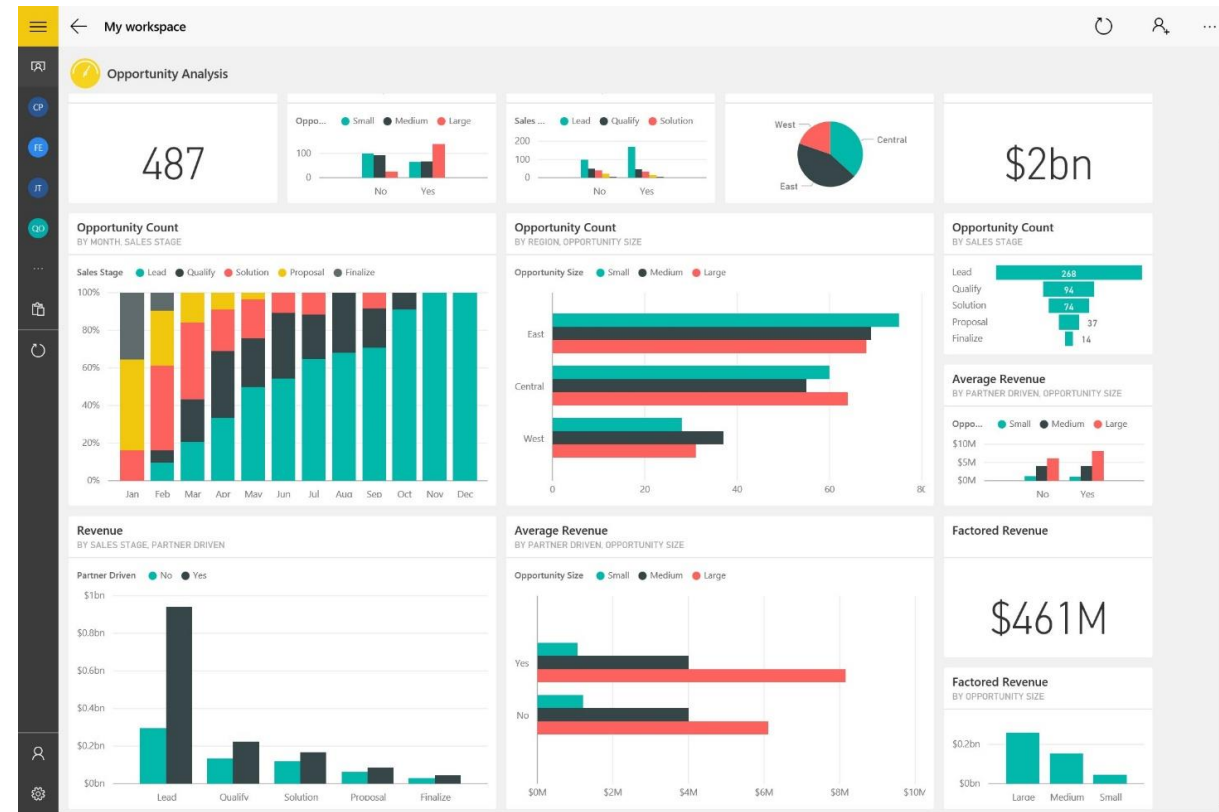 My workspace
Opportunity Analysis
CP
FE
JT
QO
487
Oppo... Small Medium Large
100
0
No Yes
Sales ... Lead Qualify Solution
200
100
0
No Yes
West
Central
East
$2bn
Opportunity Count
BY MONTH, SALES STAGE
Sales Stage Lead Qualify Solution Proposal Finalize
100%
80%
60%
40%
20%
0%
Jan Feb Mar Apr May Jun Jul Aug Sep Oct Nov Dec
Opportunity Count
BY REGION, OPPORTUNITY SIZE
Opportunity Size Small Medium Large
East
Central
West
0 20 40 60 80
Opportunity Count
BY SALES STAGE
Lead 268
Qualify 94
Solution 74
Proposal 37
Finalize 14
Average Revenue
BY PARTNER DRIVEN, OPPORTUNITY SIZE
Oppo... Small Medium Large
$10M
$5M
$0M
No Yes
Revenue
BY SALES STAGE, PARTNER DRIVEN
Partner Driven No Yes
$1bn
$0.8bn
$0.6bn
$0.4bn
$0.2bn
$0bn
Lead Qualify Solution Proposal Finalize
Average Revenue
BY PARTNER DRIVEN, OPPORTUNITY SIZE
Opportunity Size Small Medium Large
Yes
No
$0M $2M $4M $6M $8M $10M
Factored Revenue
$461M
Factored Revenue
BY OPPORTUNITY SIZE
$0.2bn
$0bn
Large Medium Small